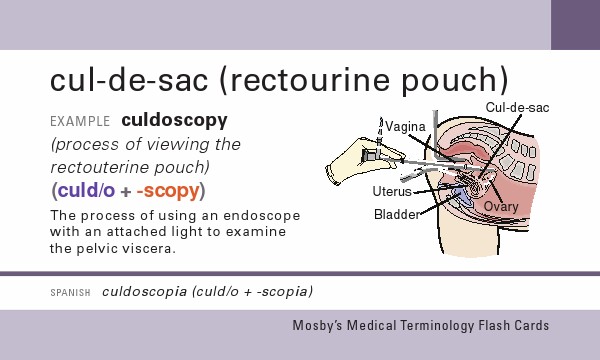 cul-de-sac (rectourine pouch)
EXAMPLE culdoscopy
(process of viewing the
rectouterine pouch)
(culd/o + -scopy)
The process of using an endoscope
with an attached light to examine
the pelvic viscera.
Cul-de-sac
Vagina
Uterus
Ovary
Bladder
SPANISH culdoscopia (culd/o + -scopia)
Mosby's Medical Terminology Flash Cards